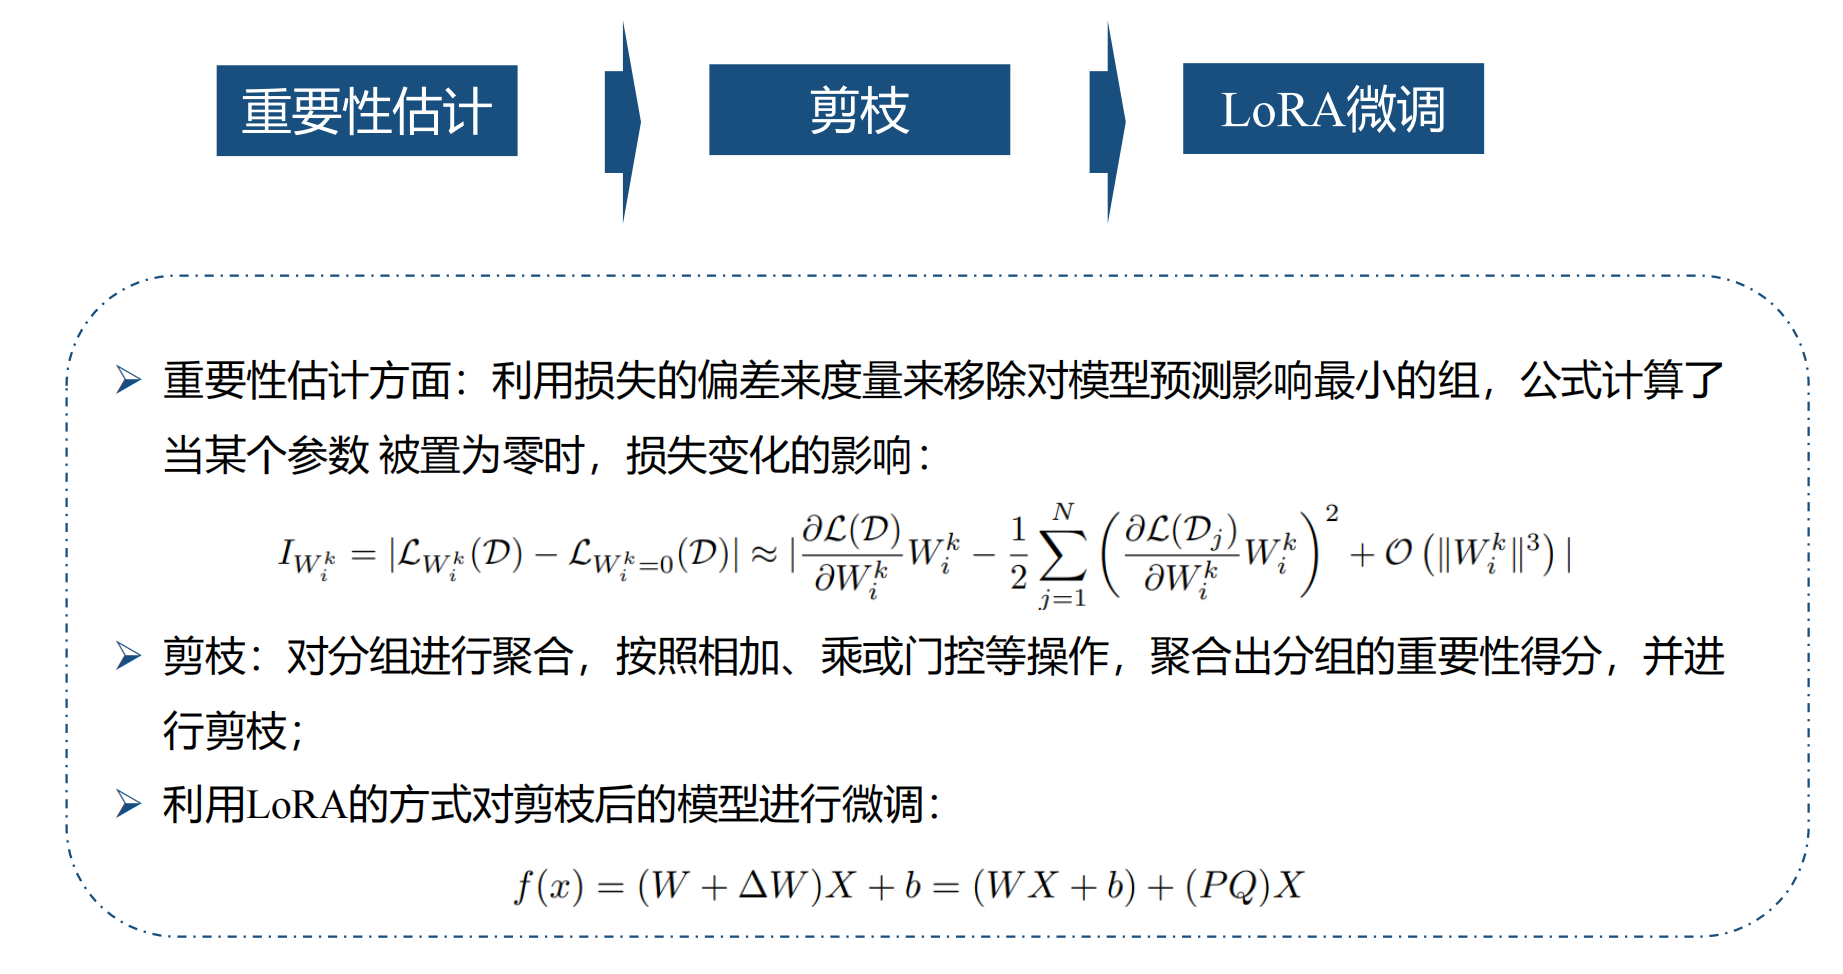 重要性估计
剪枝
LoRA微调
➢ 重要性估计方面：利用损失的偏差来度量来移除对模型预测影响最小的组，公式计算了
当某个参数 被置为零时，损失变化的影响：
$I_{W_i^k} = |\mathcal{L}_{W_i^k}(\mathcal{D}) - \mathcal{L}_{W_i^k=0}(\mathcal{D})| \approx |\frac{\partial \mathcal{L}(\mathcal{D})}{\partial W_i^k} W_i^k - \frac{1}{2} \sum_{j=1}^{N} \left( \frac{\partial \mathcal{L}(\mathcal{D}_j)}{\partial W_i^k} W_i^k \right)^2 + \mathcal{O}\left(\|W_i^k\|^3\right)|$
➢ 剪枝：对分组进行聚合，按照相加、乘或门控等操作，聚合出分组的重要性得分，并进
行剪枝；
➢ 利用LoRA的方式对剪枝后的模型进行微调：
$f(x) = (W + \Delta W)X + b = (WX + b) + (PQ)X$